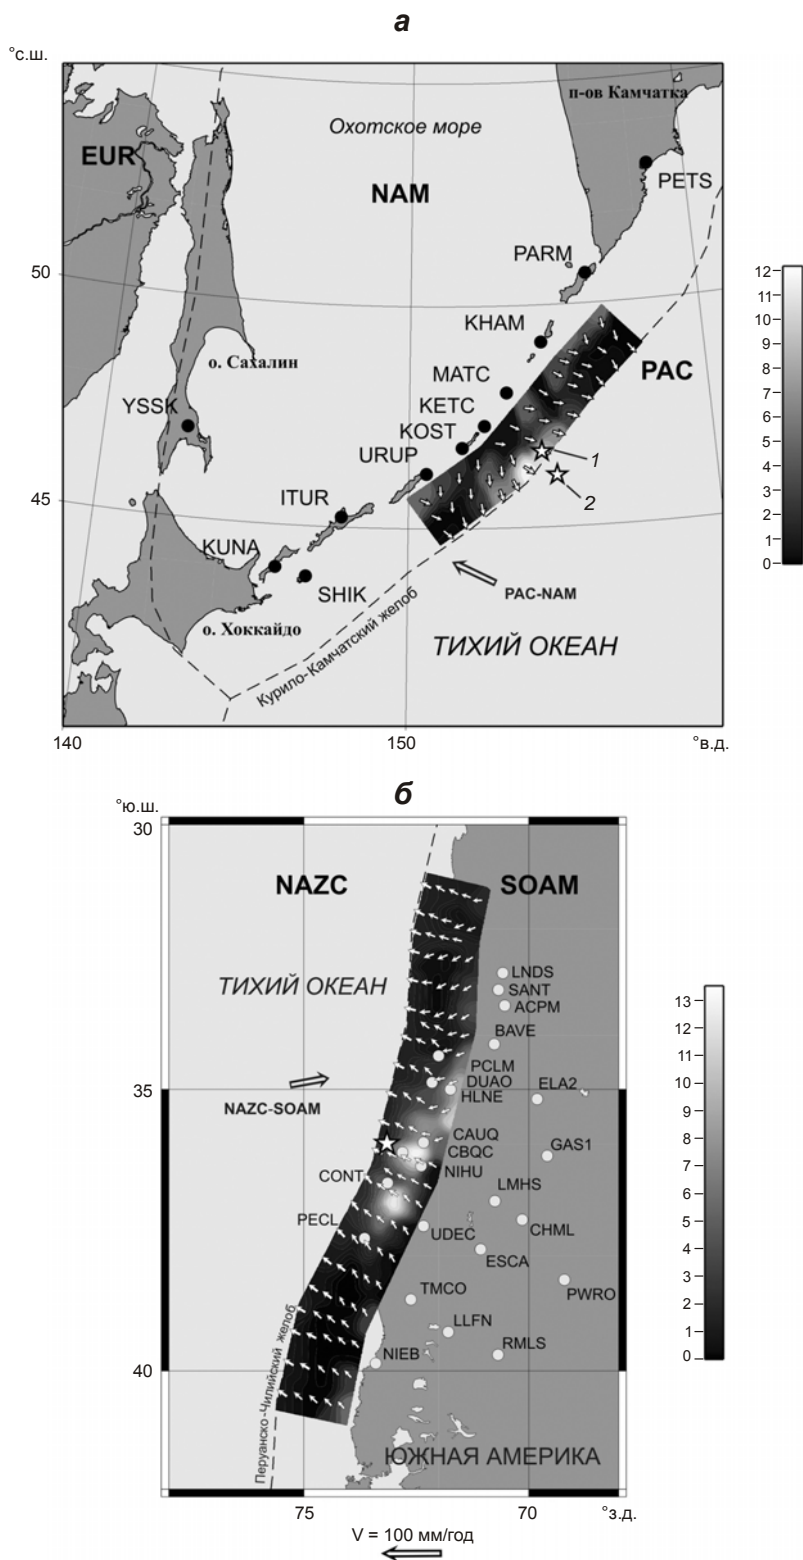 а
°с.ш.
п-ов Камчатка
Охотское море
EUR
NAM
PETS
PARM
50
12
11
10
9
8
7
6
5
4
3
2
1
0
KHAM
о. Сахалин
PAC
MATC
YSSK
KETC
KOST
URUP
1
ITUR
2
45
KUNA
SHIK
PAC-NAM
о. Хоккайдо
Курило-Камчатский желоб
ТИХИЙ ОКЕАН
140
150
°в.д.
б
°ю.ш.
30
NAZC
SOAM
ТИХИЙ ОКЕАН
LNDS
SANT
ACPM
BAVE
13
12
11
10
9
8
7
6
5
4
3
2
1
0
PCLM
DUAO
HLNE
ELA2
35
NAZC-SOAM
CAUQ
CBQC
GAS1
NIHU
CONT
LMHS
PECL
UDEC
CHML
ESCA
TMCO
PWRO
LLFN
RMLS
NIEB
40
Перуанско-Чилийский желоб
ЮЖНАЯ АМЕРИКА
75
70
°з.д.
V = 100 мм/год